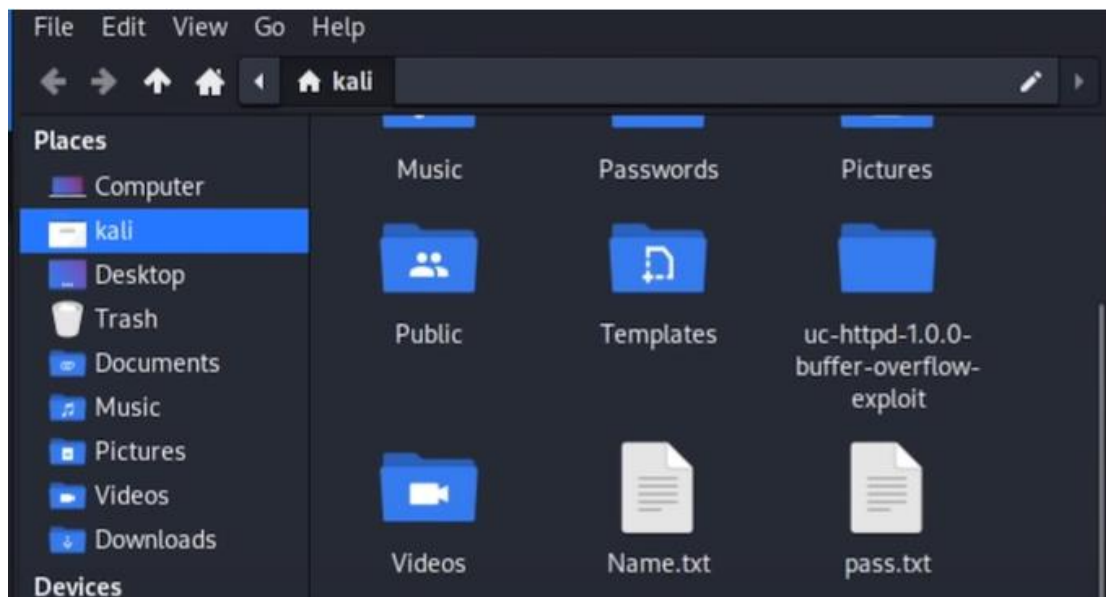 File Edit View Go Help
kali
Places
Computer
kali
Desktop
Trash
Documents
Music
Pictures
Videos
Downloads
Devices
Music Passwords Pictures
Public Templates uc-httpd-1.0.0-
buffer-overflow-
exploit
Videos Name.txt pass.txt